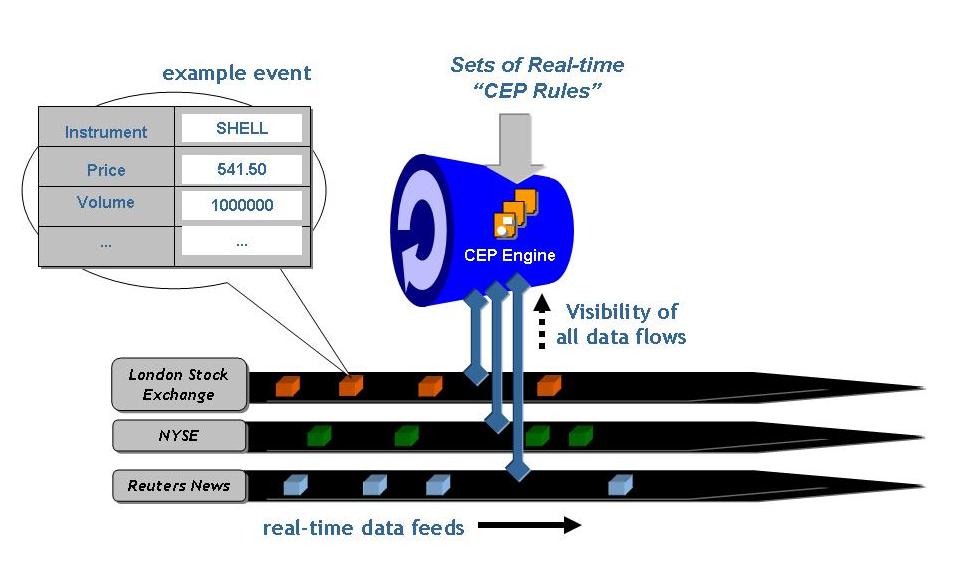 example event
Instrument SHELL
Price 541.50
Volume 1000000
... ...
Sets of Real-time
“CEP Rules”
CEP Engine
Visibility of
all data flows
London Stock
Exchange
NYSE
Reuters News
real-time data feeds